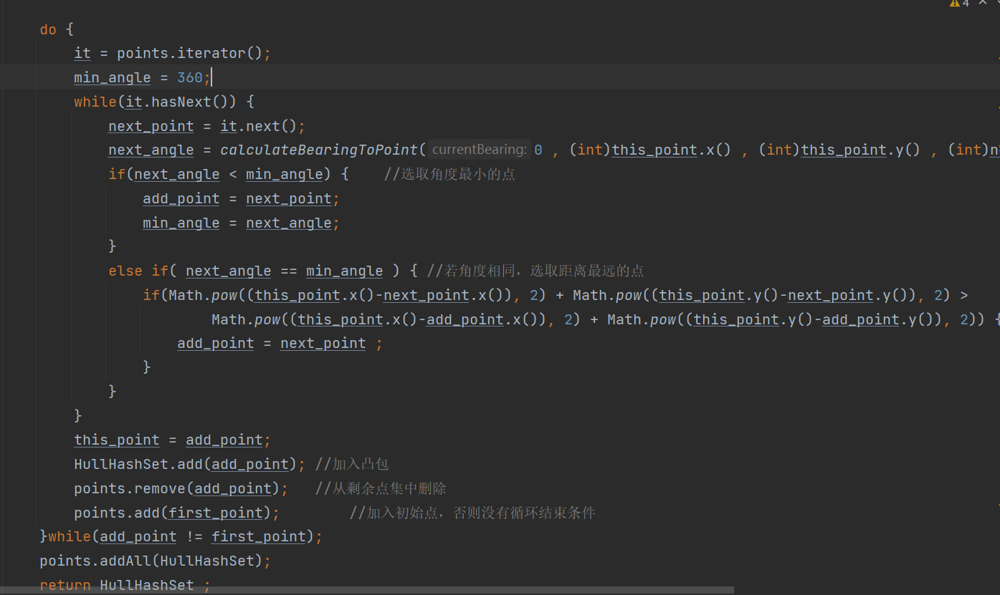 4
do {
it = points.iterator();
min_angle = 360;
while(it.hasNext()) {
next_point = it.next();
next_angle = calculateBearingToPoint( currentBearing: 0 , (int)this_point.x() , (int)this_point.y() , (int)
if(next_angle < min_angle) { //选取角度最小的点
add_point = next_point;
min_angle = next_angle;
}
else if( next_angle == min_angle ) { //若角度相同，选取距离最远的点
if(Math.pow((this_point.x()-next_point.x()), 2) + Math.pow((this_point.y()-next_point.y()), 2) >
Math.pow((this_point.x()-add_point.x()), 2) + Math.pow((this_point.y()-add_point.y()), 2)) {
add_point = next_point ;
}
}
}
this_point = add_point;
HullHashSet.add(add_point); //加入凸包
points.remove(add_point); //从剩余点集中删除
points.add(first_point); //加入初始点，否则没有循环结束条件
}while(add_point != first_point);
points.addAll(HullHashSet);
return HullHashSet ;